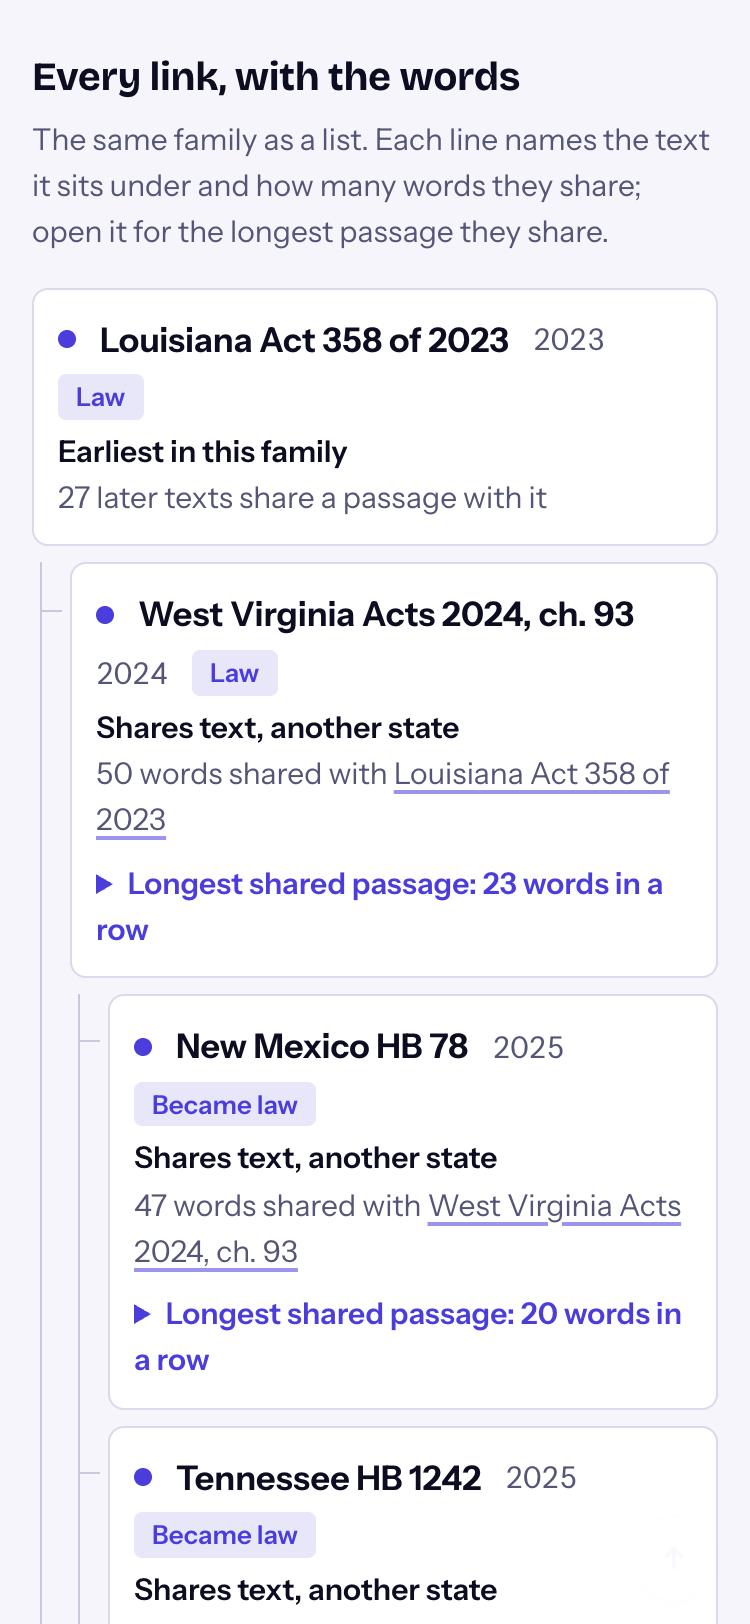 Every link, with the words
The same family as a list. Each line names the text
it sits under and how many words they share;
open it for the longest passage they share.
Louisiana Act 358 of 2023 2023
Law
Earliest in this family
27 later texts share a passage with it
West Virginia Acts 2024, ch. 93
2024 Law
Shares text, another state
50 words shared with Louisiana Act 358 of
2023
▶ Longest shared passage: 23 words in a
row
New Mexico HB 78 2025
Became law
Shares text, another state
47 words shared with West Virginia Acts
2024, ch. 93
▶ Longest shared passage: 20 words in
a row
Tennessee HB 1242 2025
Became law
Shares text, another state